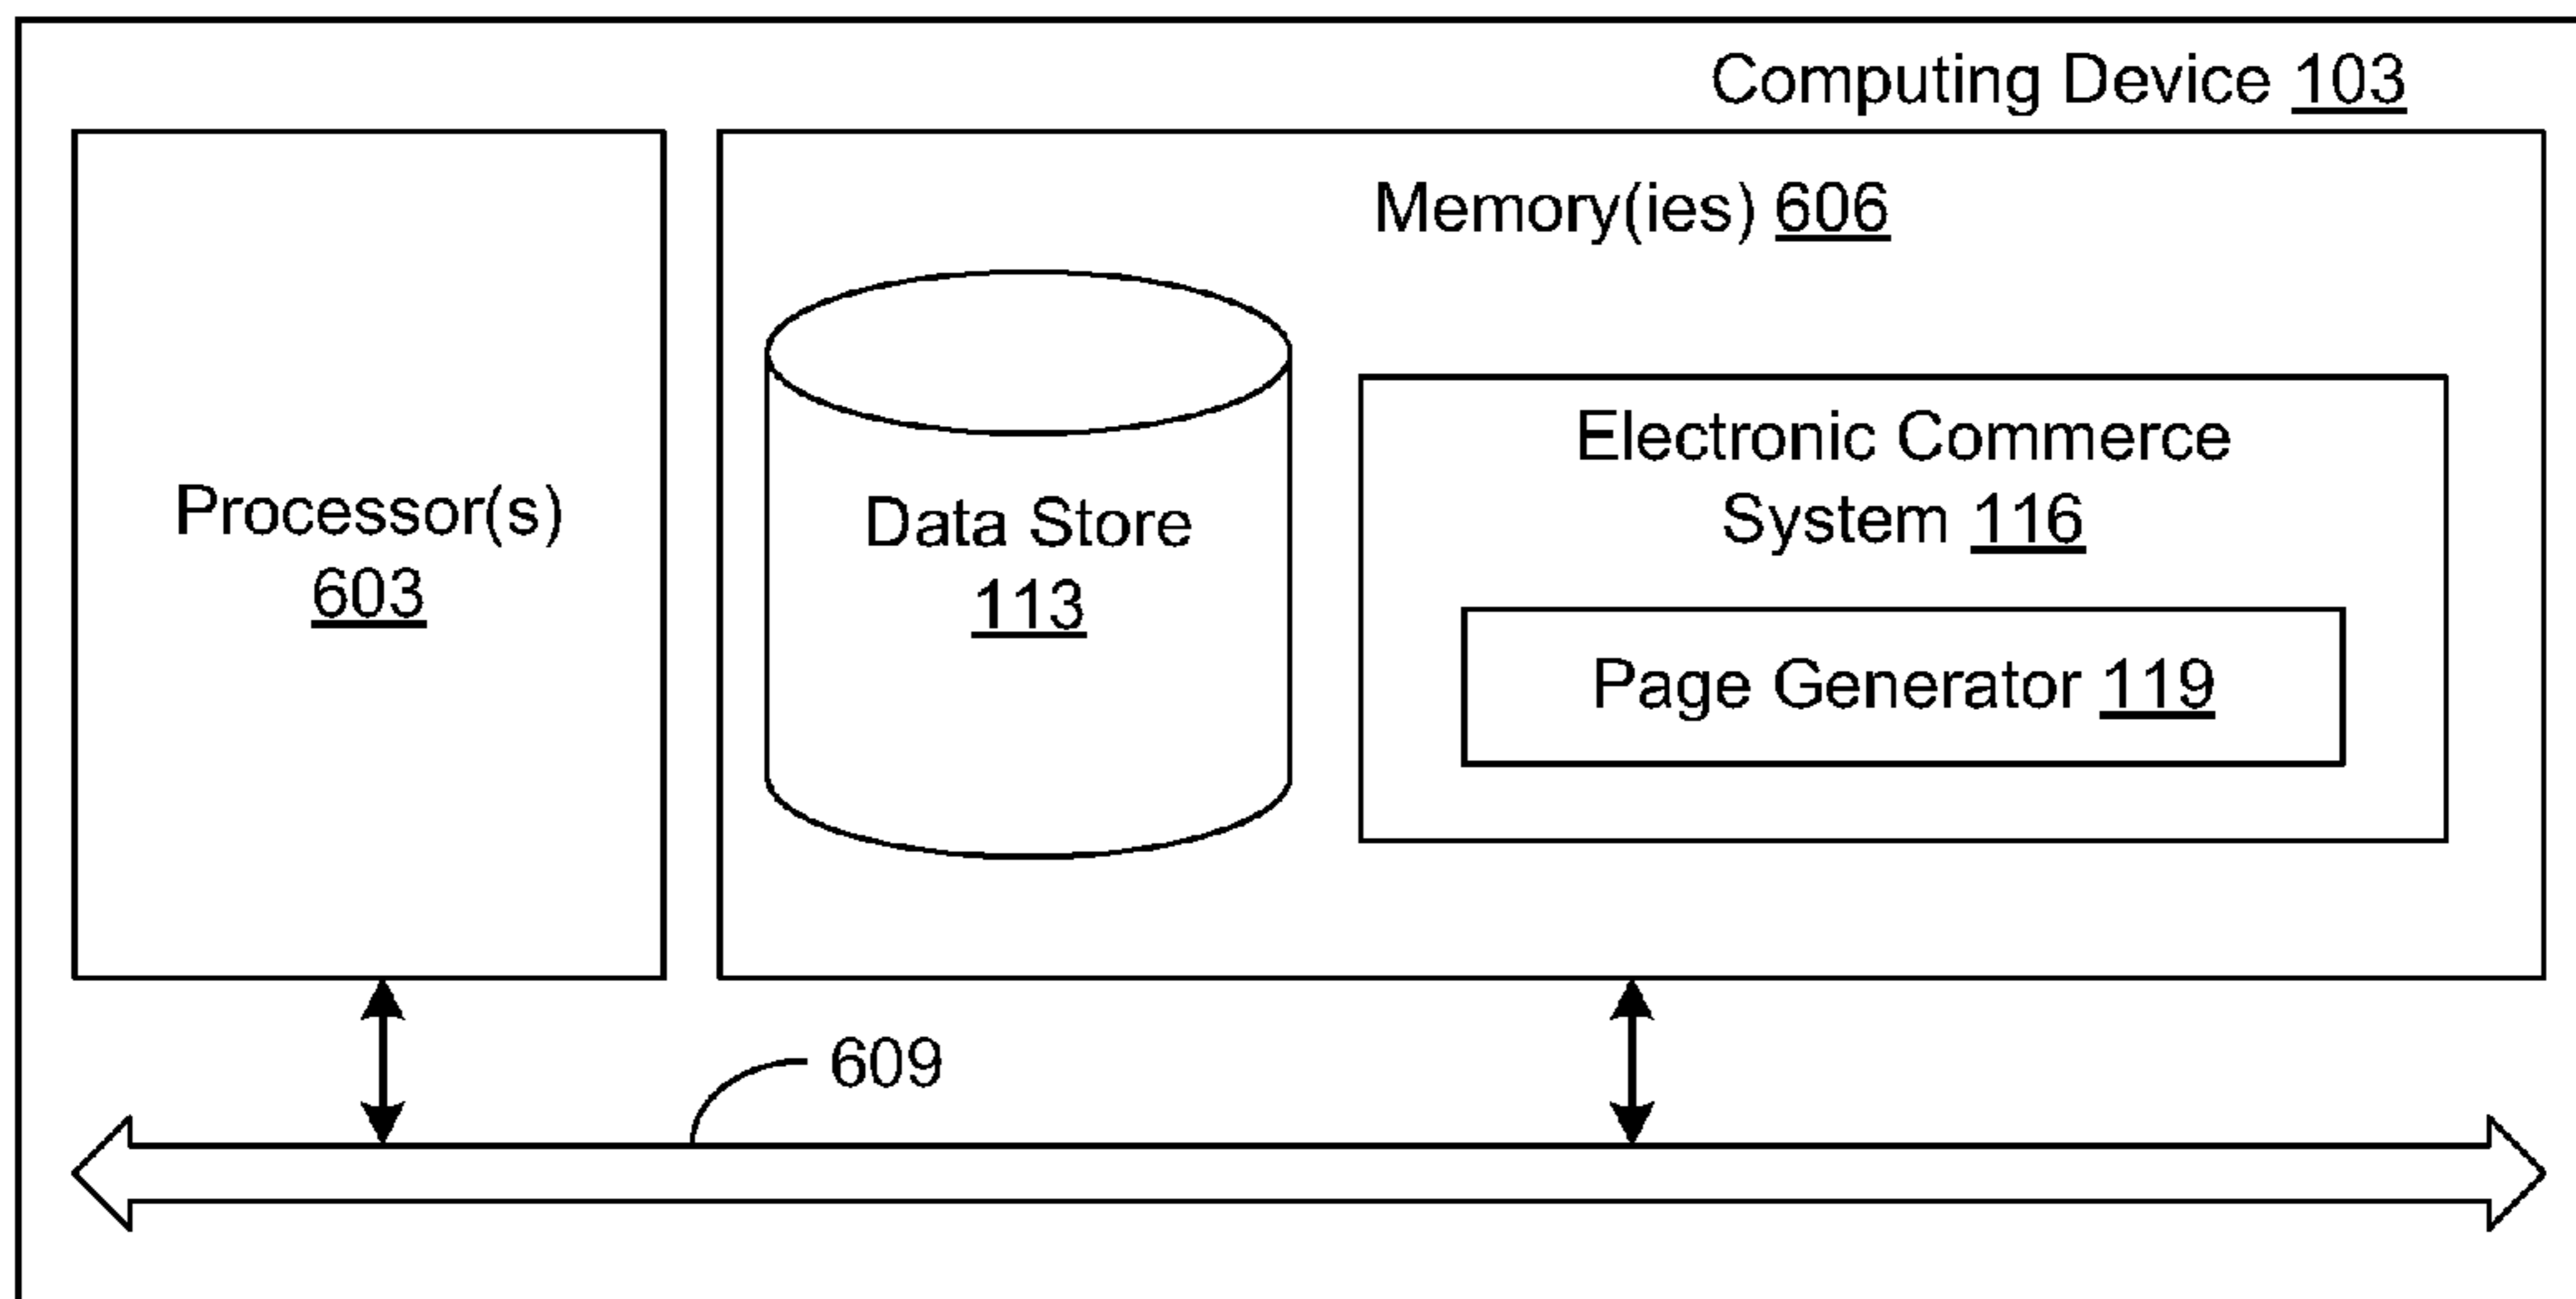 Computing Device 103
Memory(ies) 606
Processor(s)
603
Data Store
113
Electronic Commerce
System 116
Page Generator 119
609